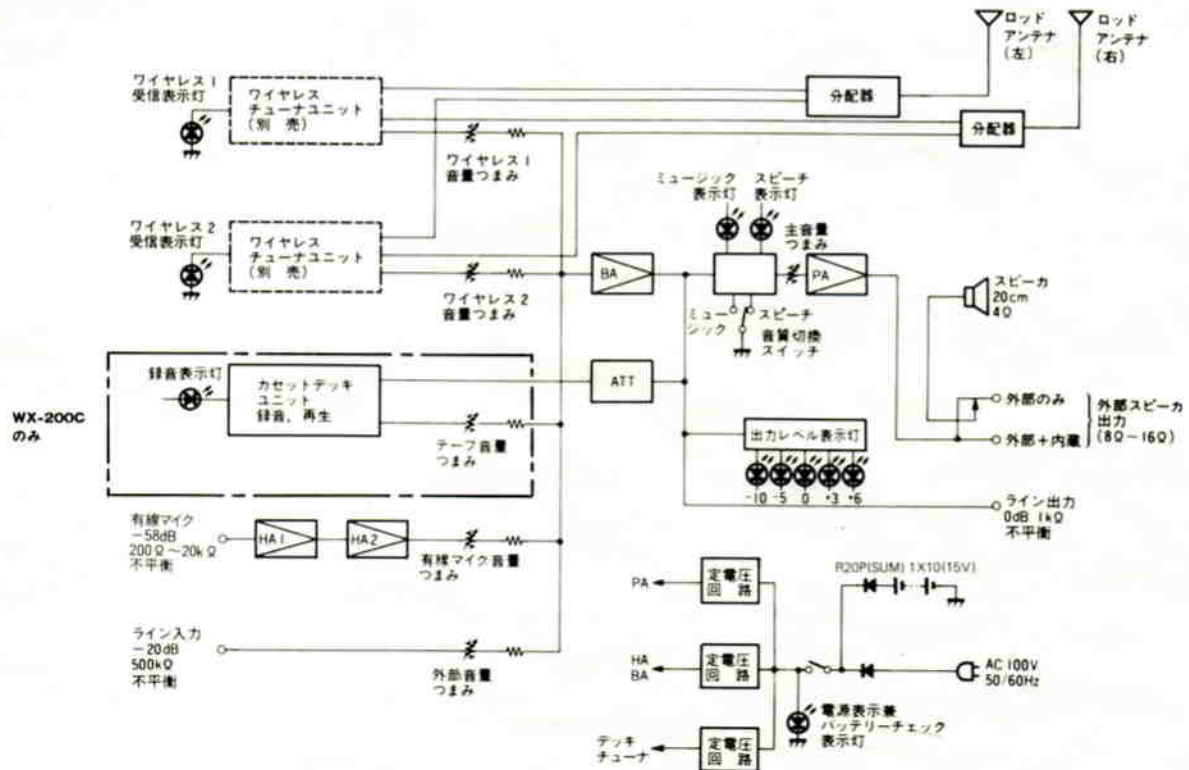 ロッド
アンテナ
(左)
ロッド
アンテナ
(右)
ワイヤレス1
受信表示灯
ワイヤレス
チューナユニット
(別 売)
分配器
分配器
ワイヤレス1
音量つまみ
ミュージック
表示灯
スピーチ
表示灯
ワイヤレス2
受信表示灯
ワイヤレス
チューナユニット
(別 売)
主音量
つまみ
BA
PA
スピーカ
20cm
4Ω
ワイヤレス2
音量つまみ
ミュー
ジック
スピーチ
音質切換
スイッチ
WX-200C
のみ
録音表示灯
カセットデッキ
ユニット
録音、再生
ATT
テープ音量
つまみ
出力レベル表示灯
-10 -5 0 +3 +6
外部のみ
外部+内蔵
外部スピーカ
出力
(8Ω~16Ω)
ライン出力
0dB 1kΩ
不平衡
有線マイク
-58dB
200Ω~20kΩ
不平衡
HA1
HA2
有線マイク音量
つまみ
R20P(SUM) 1X10(15V)
PA
定電圧
回 路
ライン入力
-20dB
500kΩ
不平衡
外部音量
つまみ
HA
BA
定電圧
回 路
AC 100V
50/60Hz
電源表示兼
バッテリーチェック
表示灯
デッキ
チューナ
定電圧
回 路